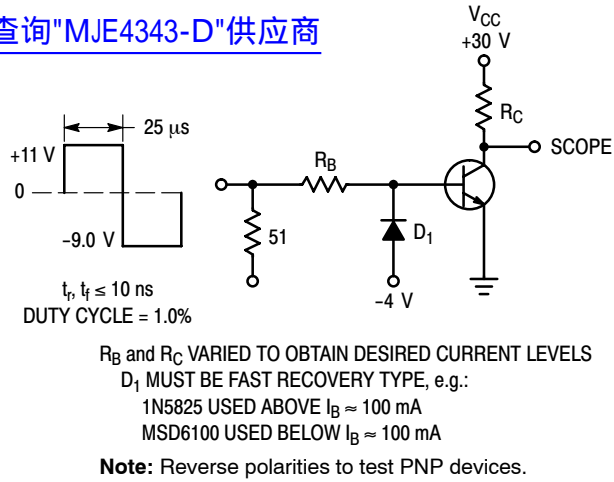 查询"MJE4343-D"供应商
VCC
+30 V
RC
SCOPE
25 μs
+11 V
0
-9.0 V
RB
51
D1
-4 V
tr, tf ≤ 10 ns
DUTY CYCLE = 1.0%
RB and RC VARIED TO OBTAIN DESIRED CURRENT LEVELS
D1 MUST BE FAST RECOVERY TYPE, e.g.:
1N5825 USED ABOVE IB ≈ 100 mA
MSD6100 USED BELOW IB ≈ 100 mA
Note: Reverse polarities to test PNP devices.